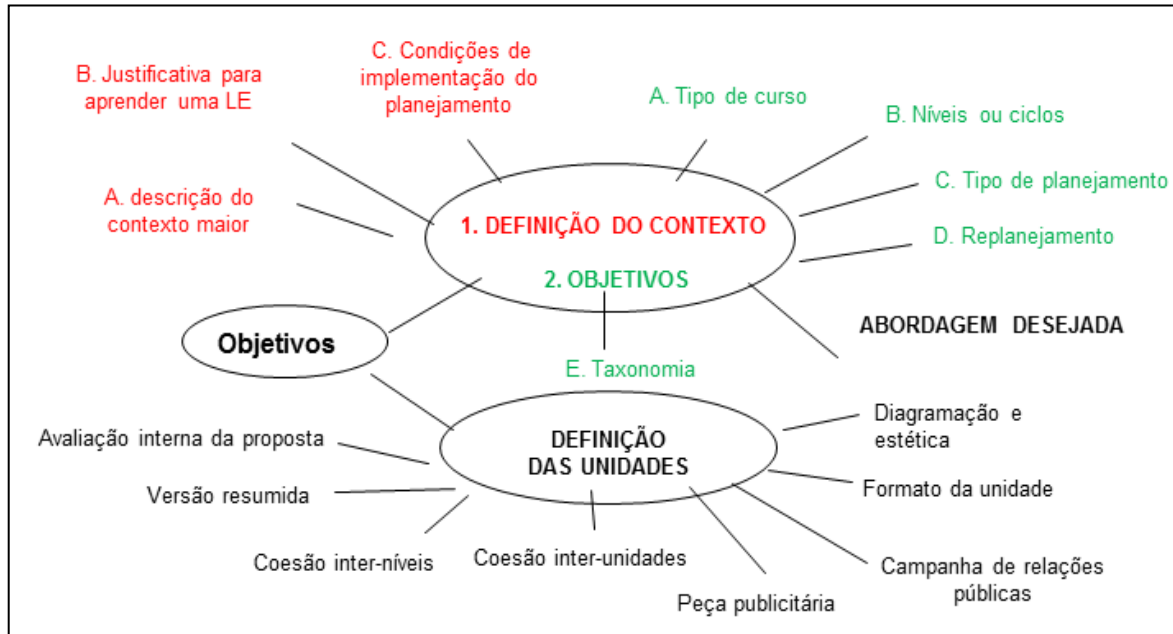 B. Justificativa para
aprender uma LE
C. Condições de
implementação do
planejamento
A. Tipo de curso
B. Níveis ou ciclos
A. descrição do
contexto maior
C. Tipo de planejamento
1. DEFINIÇÃO DO CONTEXTO
D. Replanejamento
2. OBJETIVOS
Objetivos
ABORDAGEM DESEJADA
E. Taxonomia
Avaliação interna da proposta
DEFINIÇÃO
DAS UNIDADES
Diagramação e
estética
Versão resumida
Formato da unidade
Coesão inter-níveis
Coesão inter-unidades
Campanha de relações
públicas
Peça publicitária